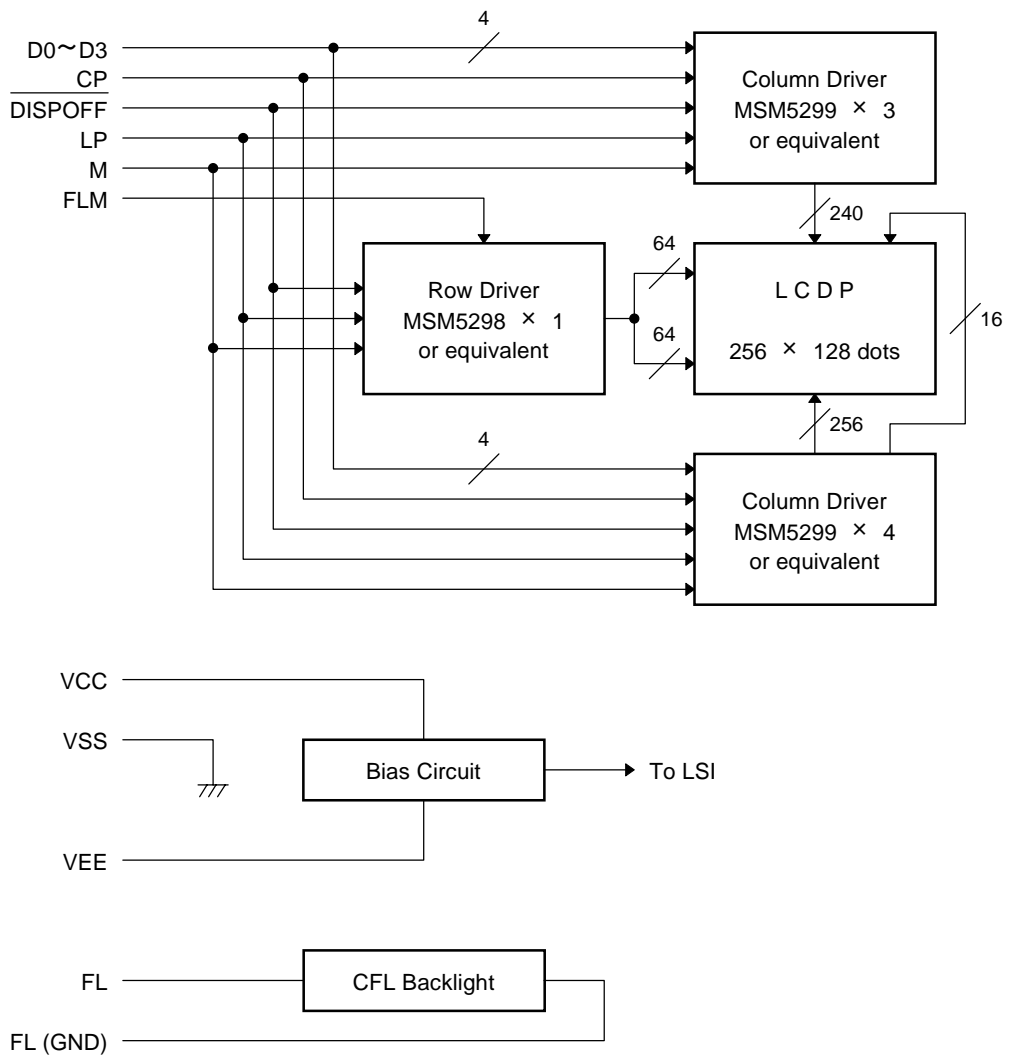 4
D0~D3
CP
DISPOFF
LP
M
FLM
Column Driver
MSM5299 × 3
or equivalent
240
64
64
Row Driver
MSM5298 × 1
or equivalent
L C D P
256 × 128 dots
16
256
4
Column Driver
MSM5299 × 4
or equivalent
VCC
VSS
Bias Circuit
To LSI
VEE
FL
CFL Backlight
FL (GND)